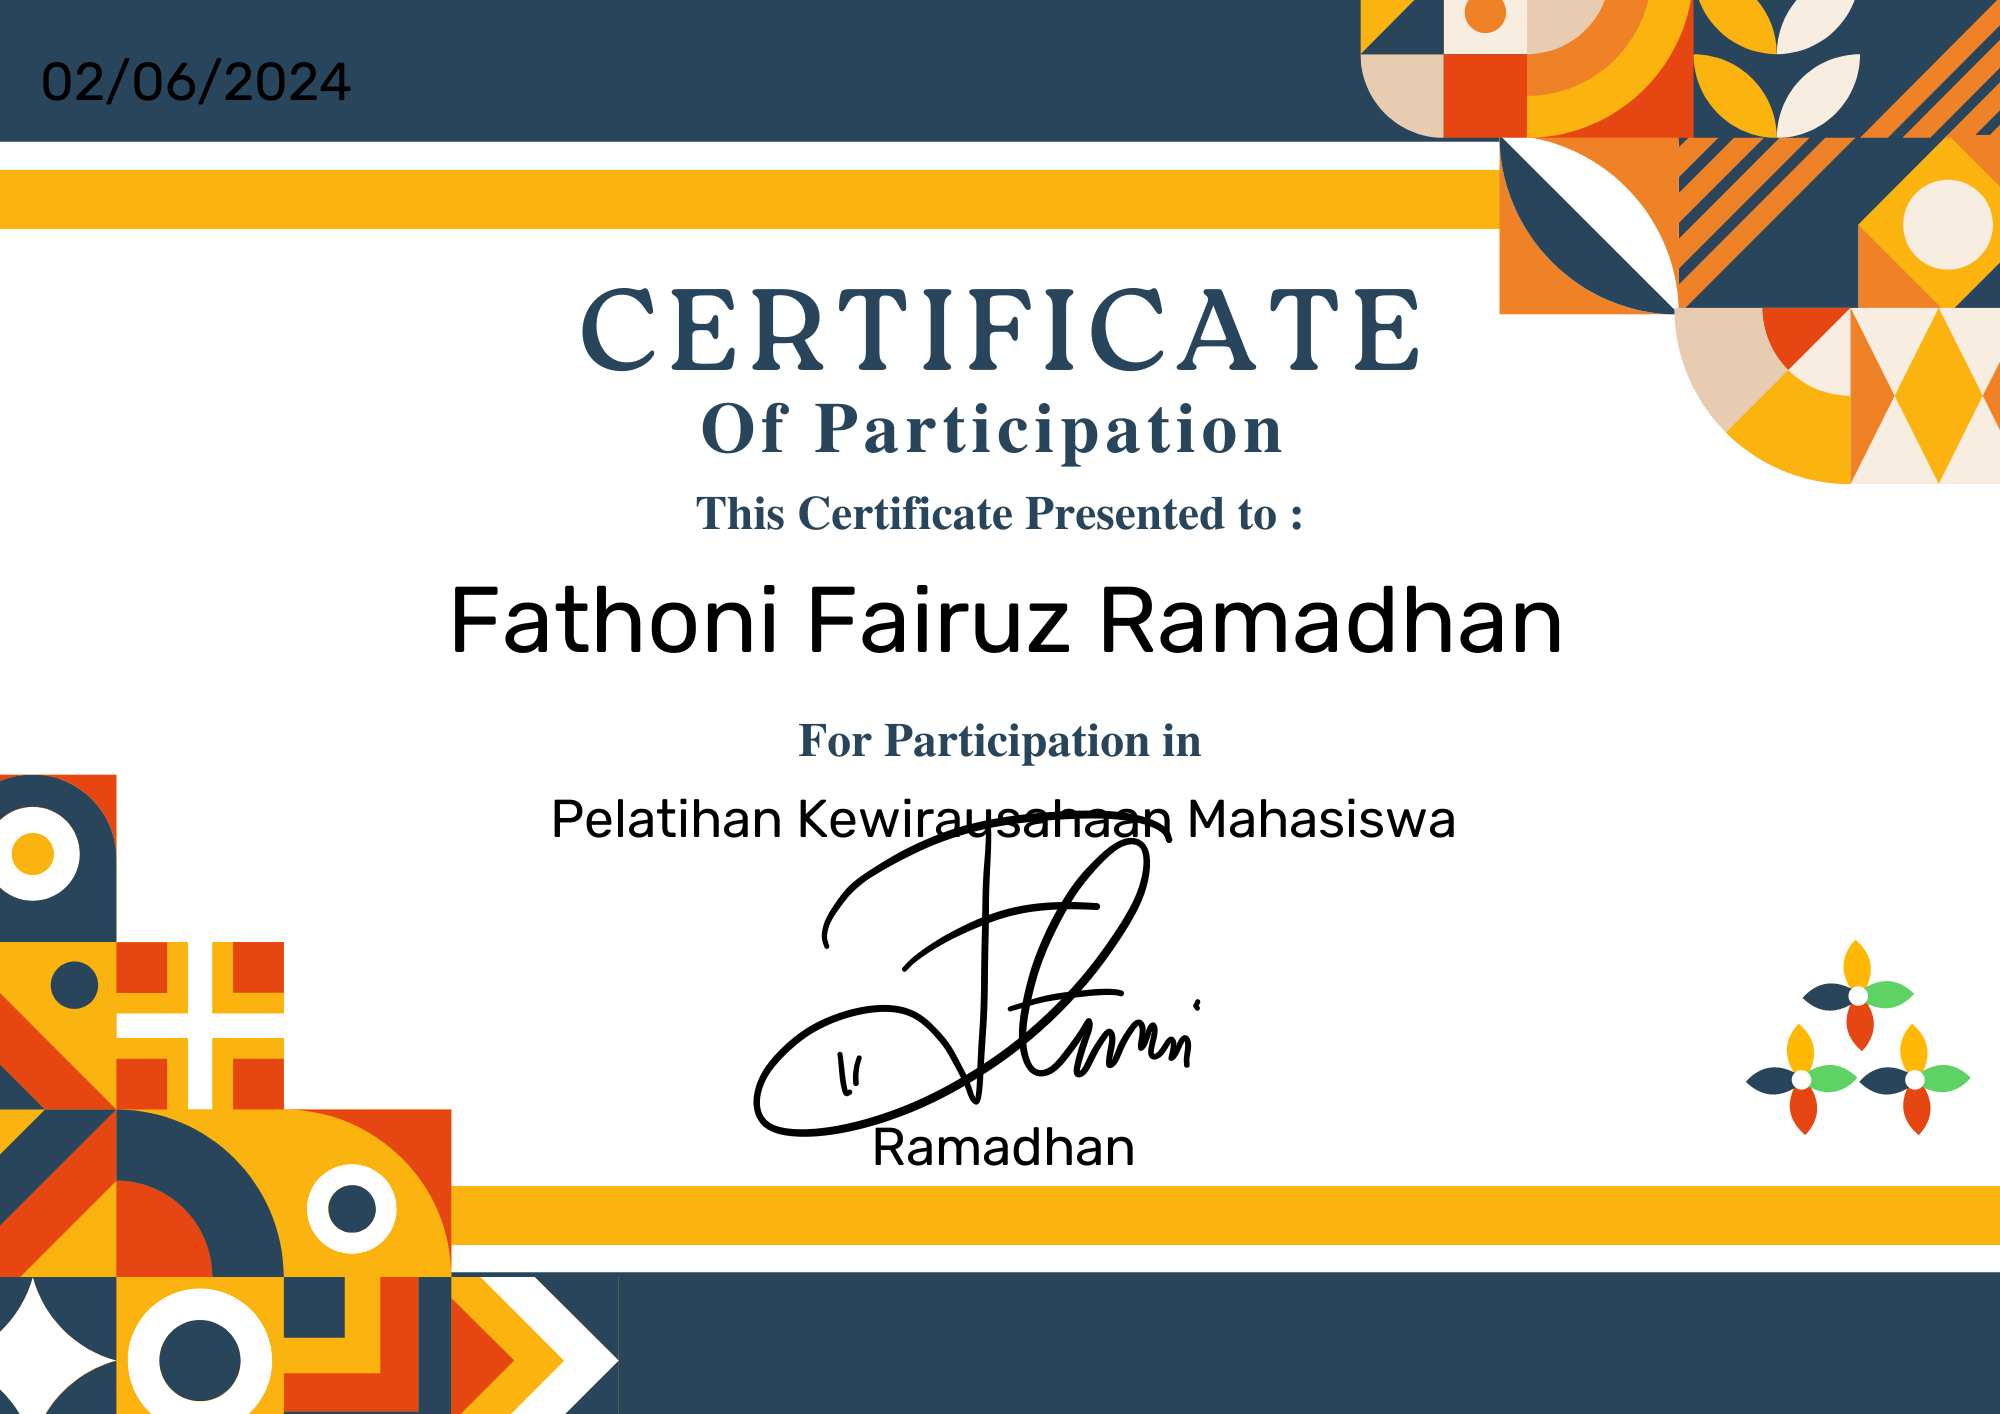 02/06/2024
CERTIFICATE
Of Participation
This Certificate Presented to :
Fathoni Fairuz Ramadhan
For Participation in
Pelatihan Kewirausahaan Mahasiswa
Ramadhan